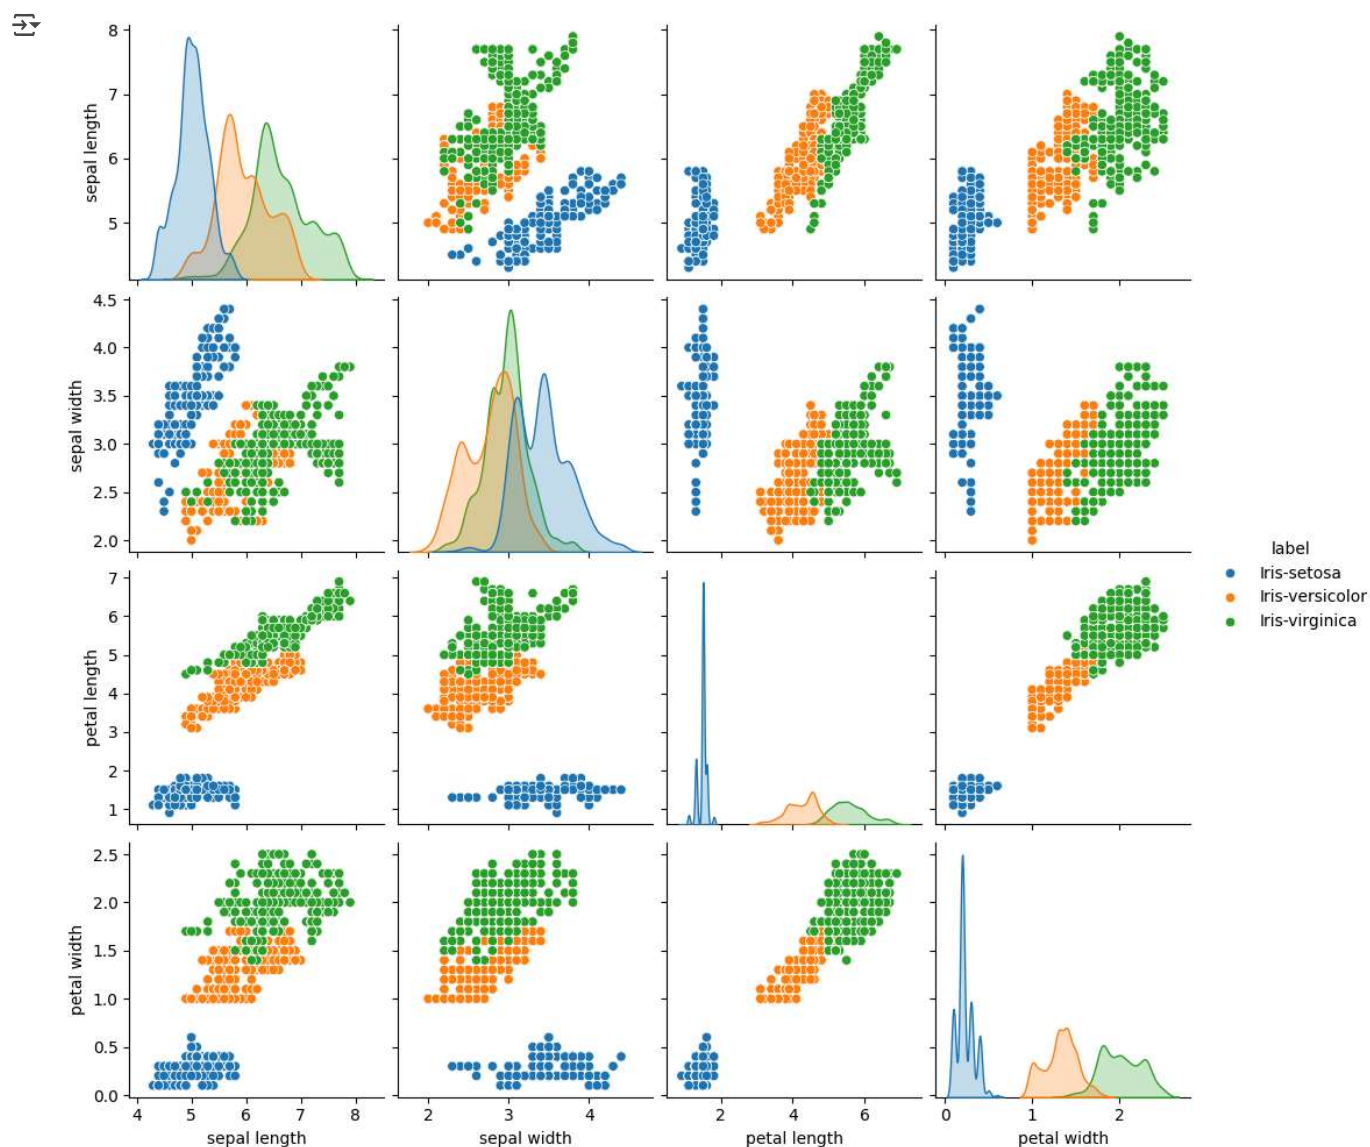 8
7
6
5
sepal length
4.5
4.0
3.5
3.0
2.5
2.0
sepal width
label
Iris-setosa
Iris-versicolor
Iris-virginica
7
6
5
4
3
2
1
petal length
2.5
2.0
1.5
1.0
0.5
0.0
petal width
4 5 6 7 8 2 3 4 2 4 6 0 1 2
sepal length sepal width petal length petal width